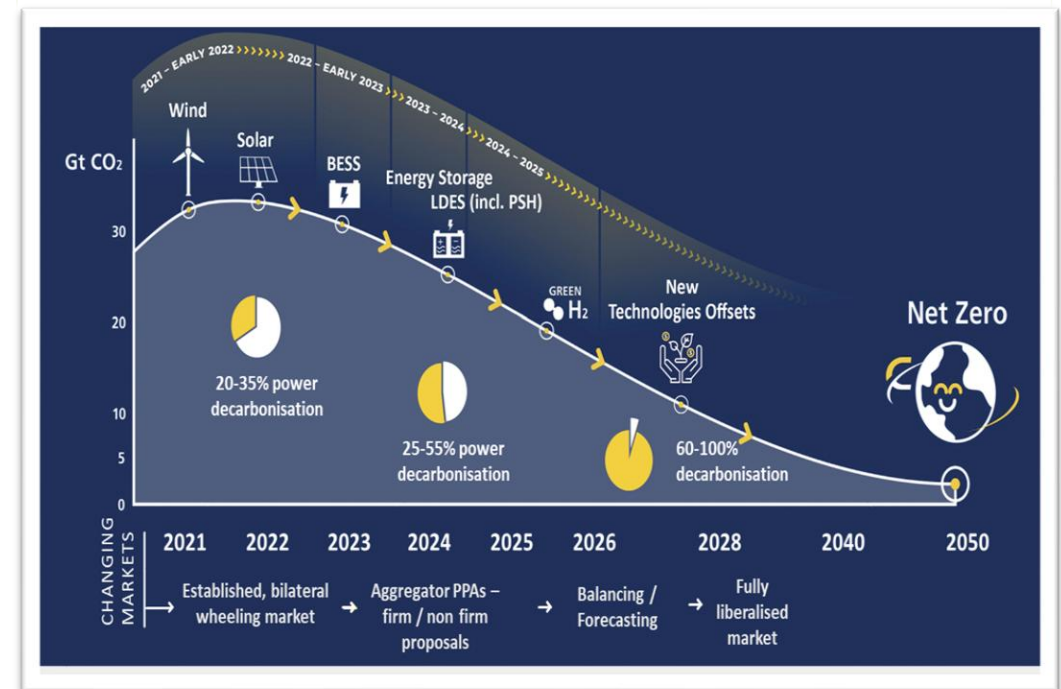 2021 – EARLY 2022 >>>>>>> 2022 – EARLY 2023 >>> 2023 – 2024 >>>> 2024 – 2025 >>>>>>>>>>>>>>>>>>>>>>>>
Wind
Solar
Gt CO₂
BESS
Energy Storage
LDES (incl. PSH)
30
GREEN
H₂
New
Technologies Offsets
Net Zero
20
20-35% power
decarbonisation
10
25-55% power
decarbonisation
60-100%
decarbonisation
5
0
CHANGING
MARKETS
2021 2022 2023 2024 2025 2026 2028 2040 2050
Established, bilateral
wheeling market
Aggregator PPAs –
firm / non firm
proposals
Balancing /
Forecasting
Fully
liberalised
market